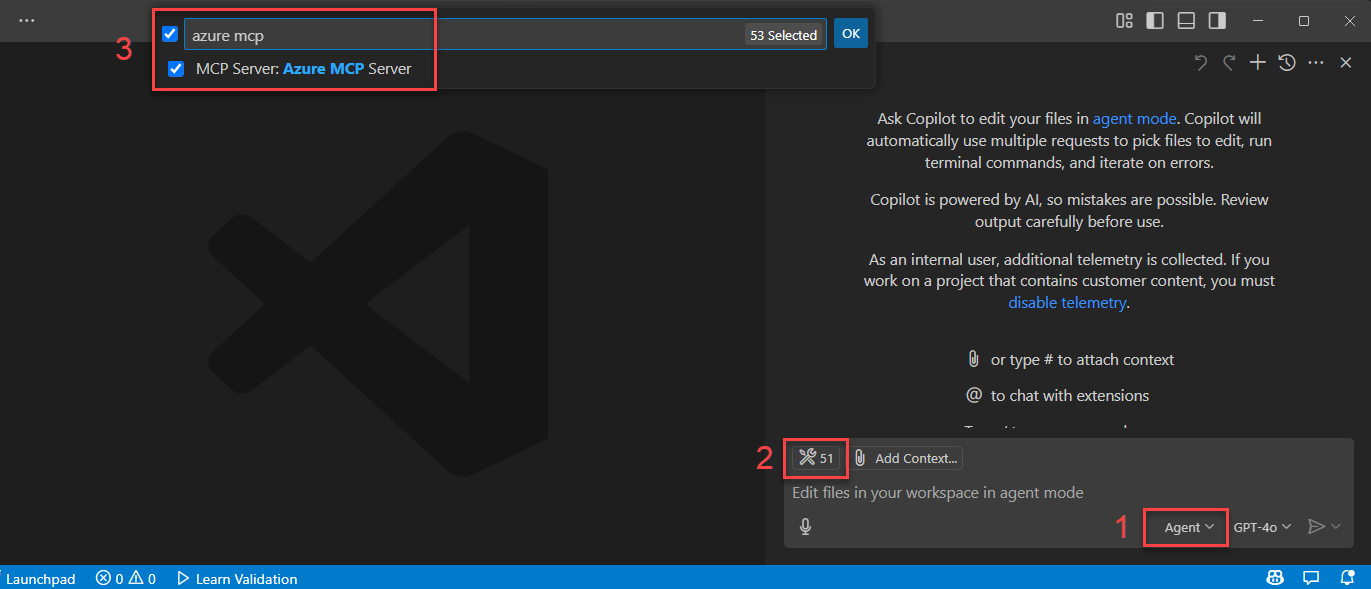 3
azure mcp
53 Selected
OK
MCP Server: Azure MCP Server
Ask Copilot to edit your files in agent mode. Copilot will
automatically use multiple requests to pick files to edit, run
terminal commands, and iterate on errors.
Copilot is powered by AI, so mistakes are possible. Review
output carefully before use.
As an internal user, additional telemetry is collected. If you
work on a project that contains customer content, you must
disable telemetry.
or type # to attach context
@ to chat with extensions
2
51
Add Context...
Edit files in your workspace in agent mode
1
Agent
GPT-4o
Launchpad
0
0
Learn Validation